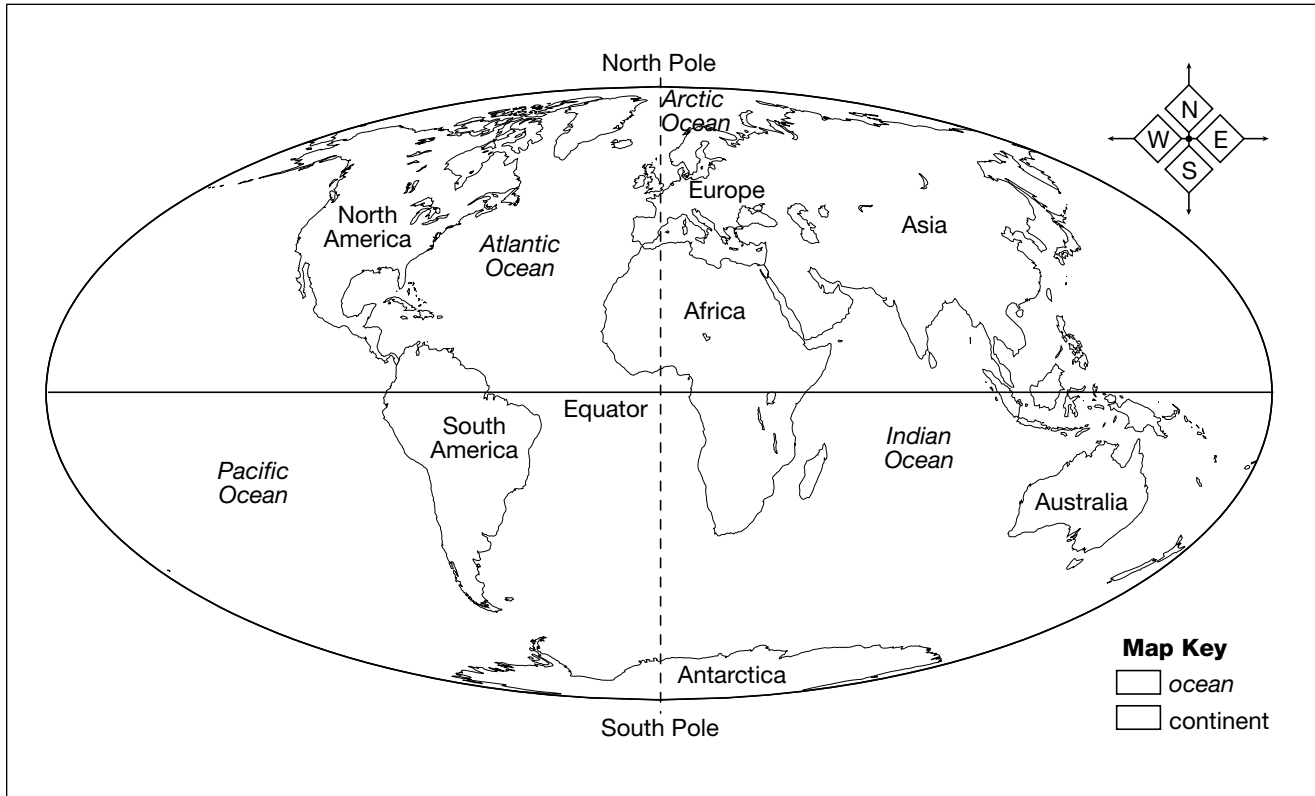 North Pole
Arctic
Ocean
N
W
E
S
Europe
North
America
Asia
Atlantic
Ocean
Africa
Equator
South
America
Indian
Ocean
Pacific
Ocean
Australia
Map Key
ocean
continent
Antarctica
South Pole